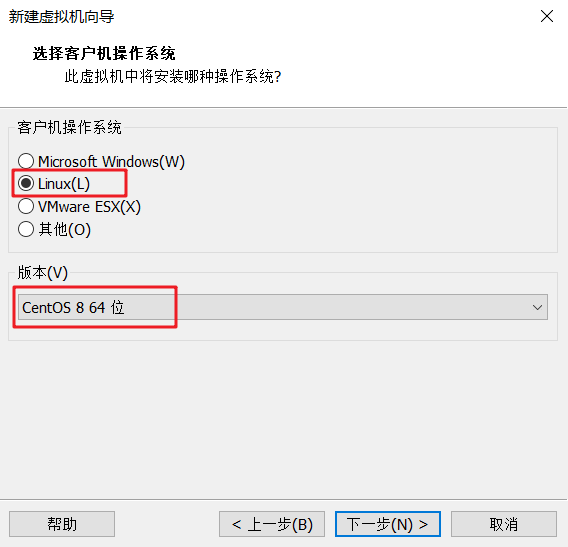 新建虚拟机向导
选择客户机操作系统
此虚拟机中将安装哪种操作系统?
客户机操作系统
Microsoft Windows(W)
Linux(L)
VMware ESX(X)
其他(O)
版本(V)
CentOS 8 64 位
帮助
< 上一步(B)
下一步(N) >
取消